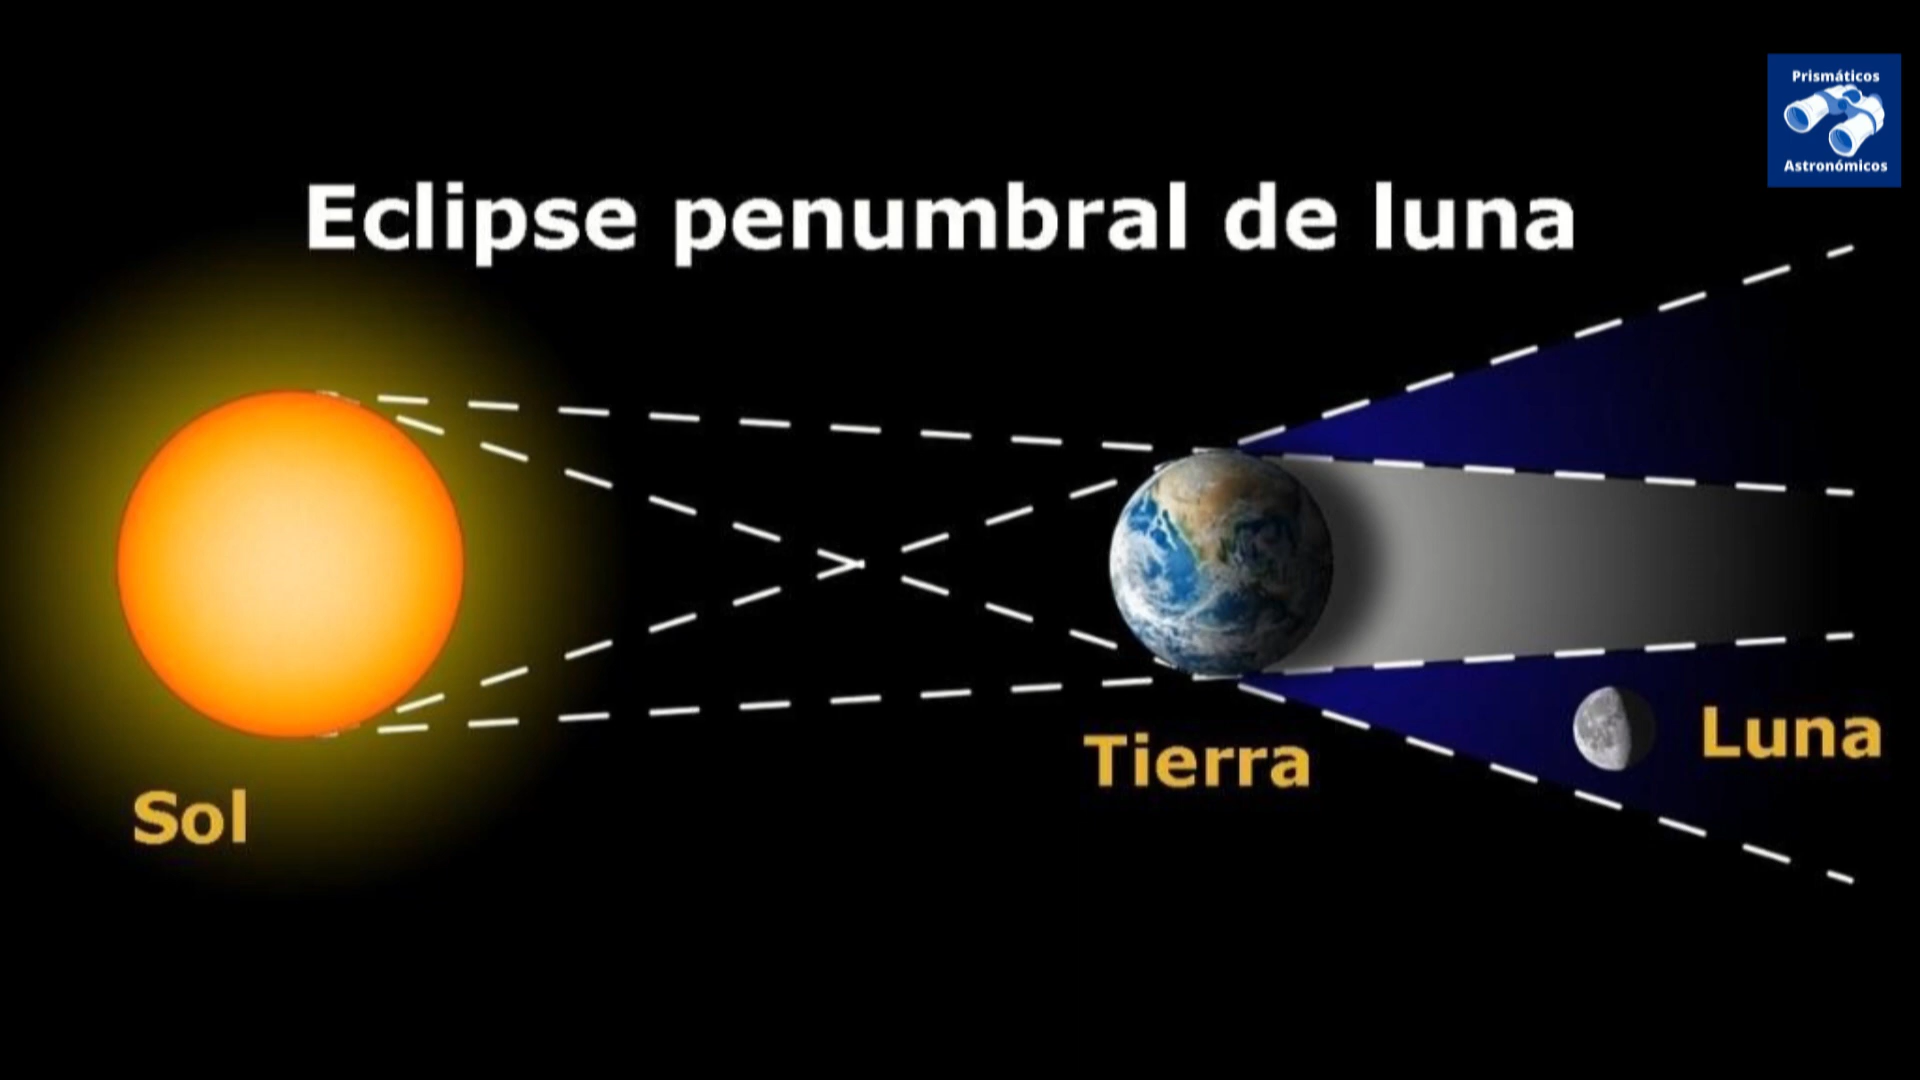 Prismáticos
Astronómicos
Eclipse penumbral de luna
Sol
Tierra
Luna